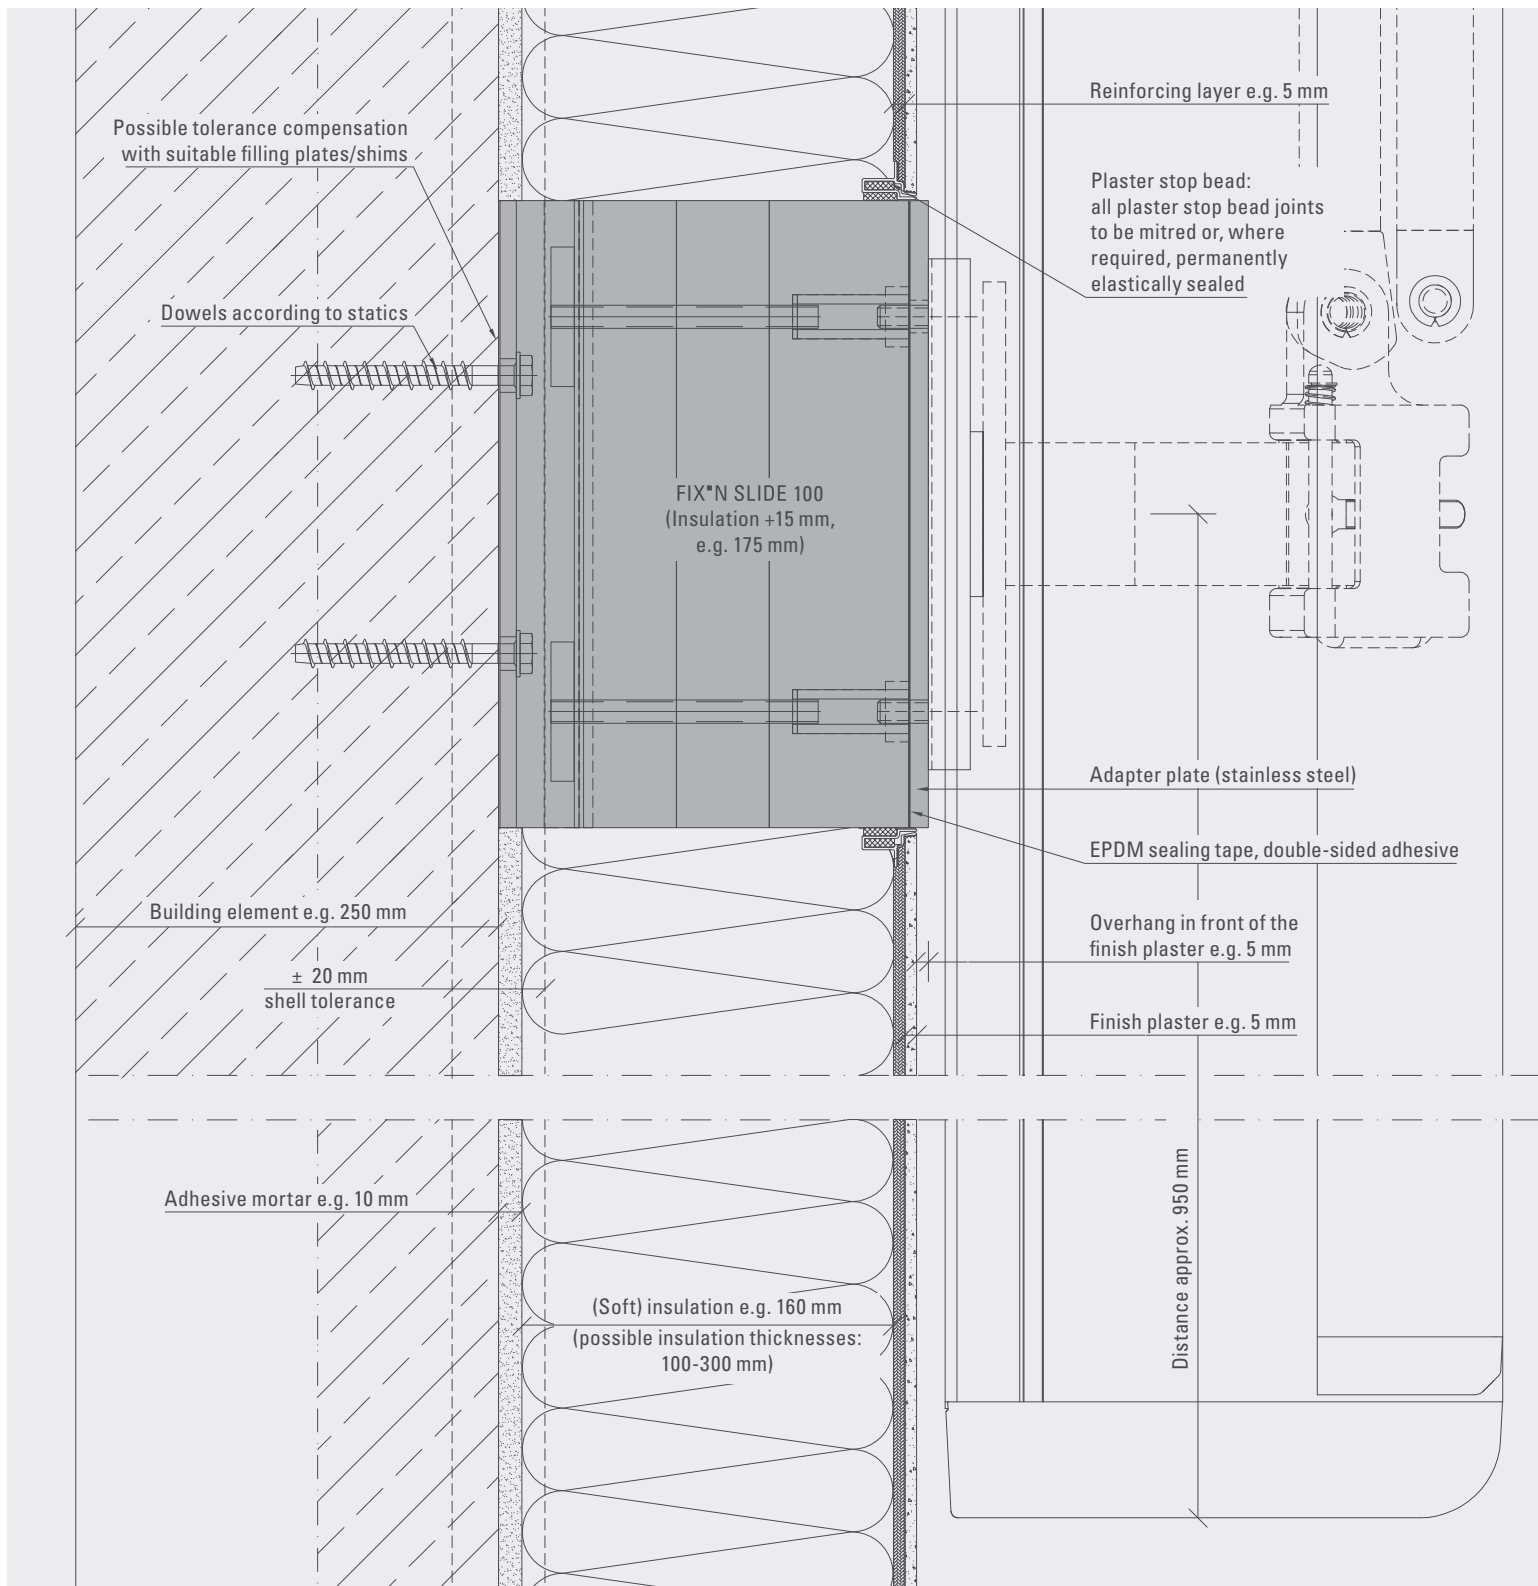 Reinforcing layer e.g. 5 mm
Possible tolerance compensation
with suitable filling plates/shims
Plaster stop bead:
all plaster stop bead joints
to be mitred or, where
required, permanently
elastically sealed
Dowels according to statics
FIX■N SLIDE 100
(Insulation +15 mm,
e.g. 175 mm)
Adapter plate (stainless steel)
EPDM sealing tape, double-sided adhesive
Building element e.g. 250 mm
Overhang in front of the
finish plaster e.g. 5 mm
± 20 mm
shell tolerance
Finish plaster e.g. 5 mm
Adhesive mortar e.g. 10 mm
Distance approx. 950 mm
(Soft) insulation e.g. 160 mm
(possible insulation thicknesses:
100-300 mm)